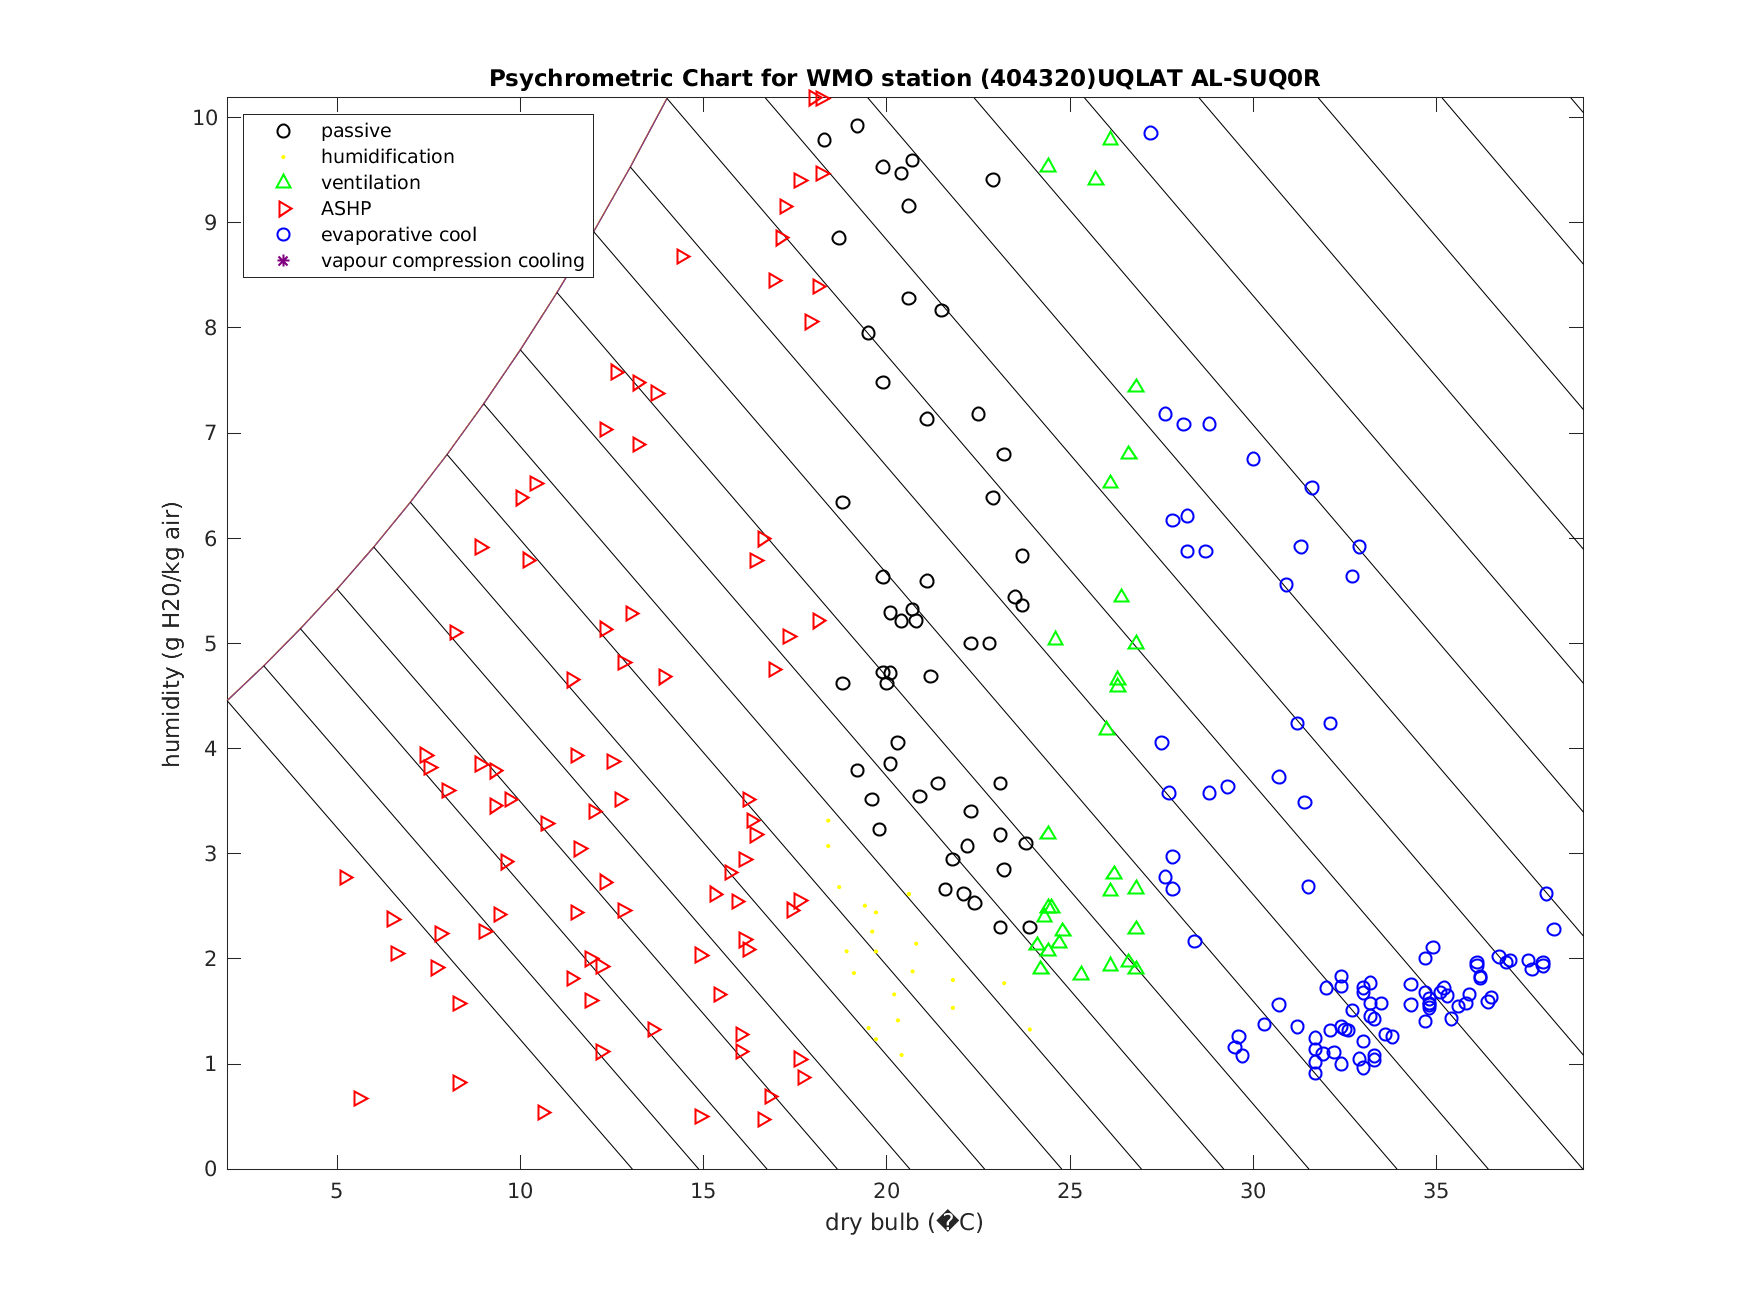 Psychrometric Chart for WMO station (404320)UQLAT AL-SUQ0R
passive
humidification
ventilation
ASHP
evaporative cool
vapour compression cooling
10
9
8
7
6
5
4
3
2
1
0
humidity (g H20/kg air)
5 10 15 20 25 30 35
dry bulb (�C)